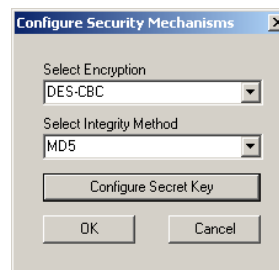 Configure Security Mechanisms
Select Encryption
DES-CBC
Select Integrity Method
MD5
Configure Secret Key
OK Cancel